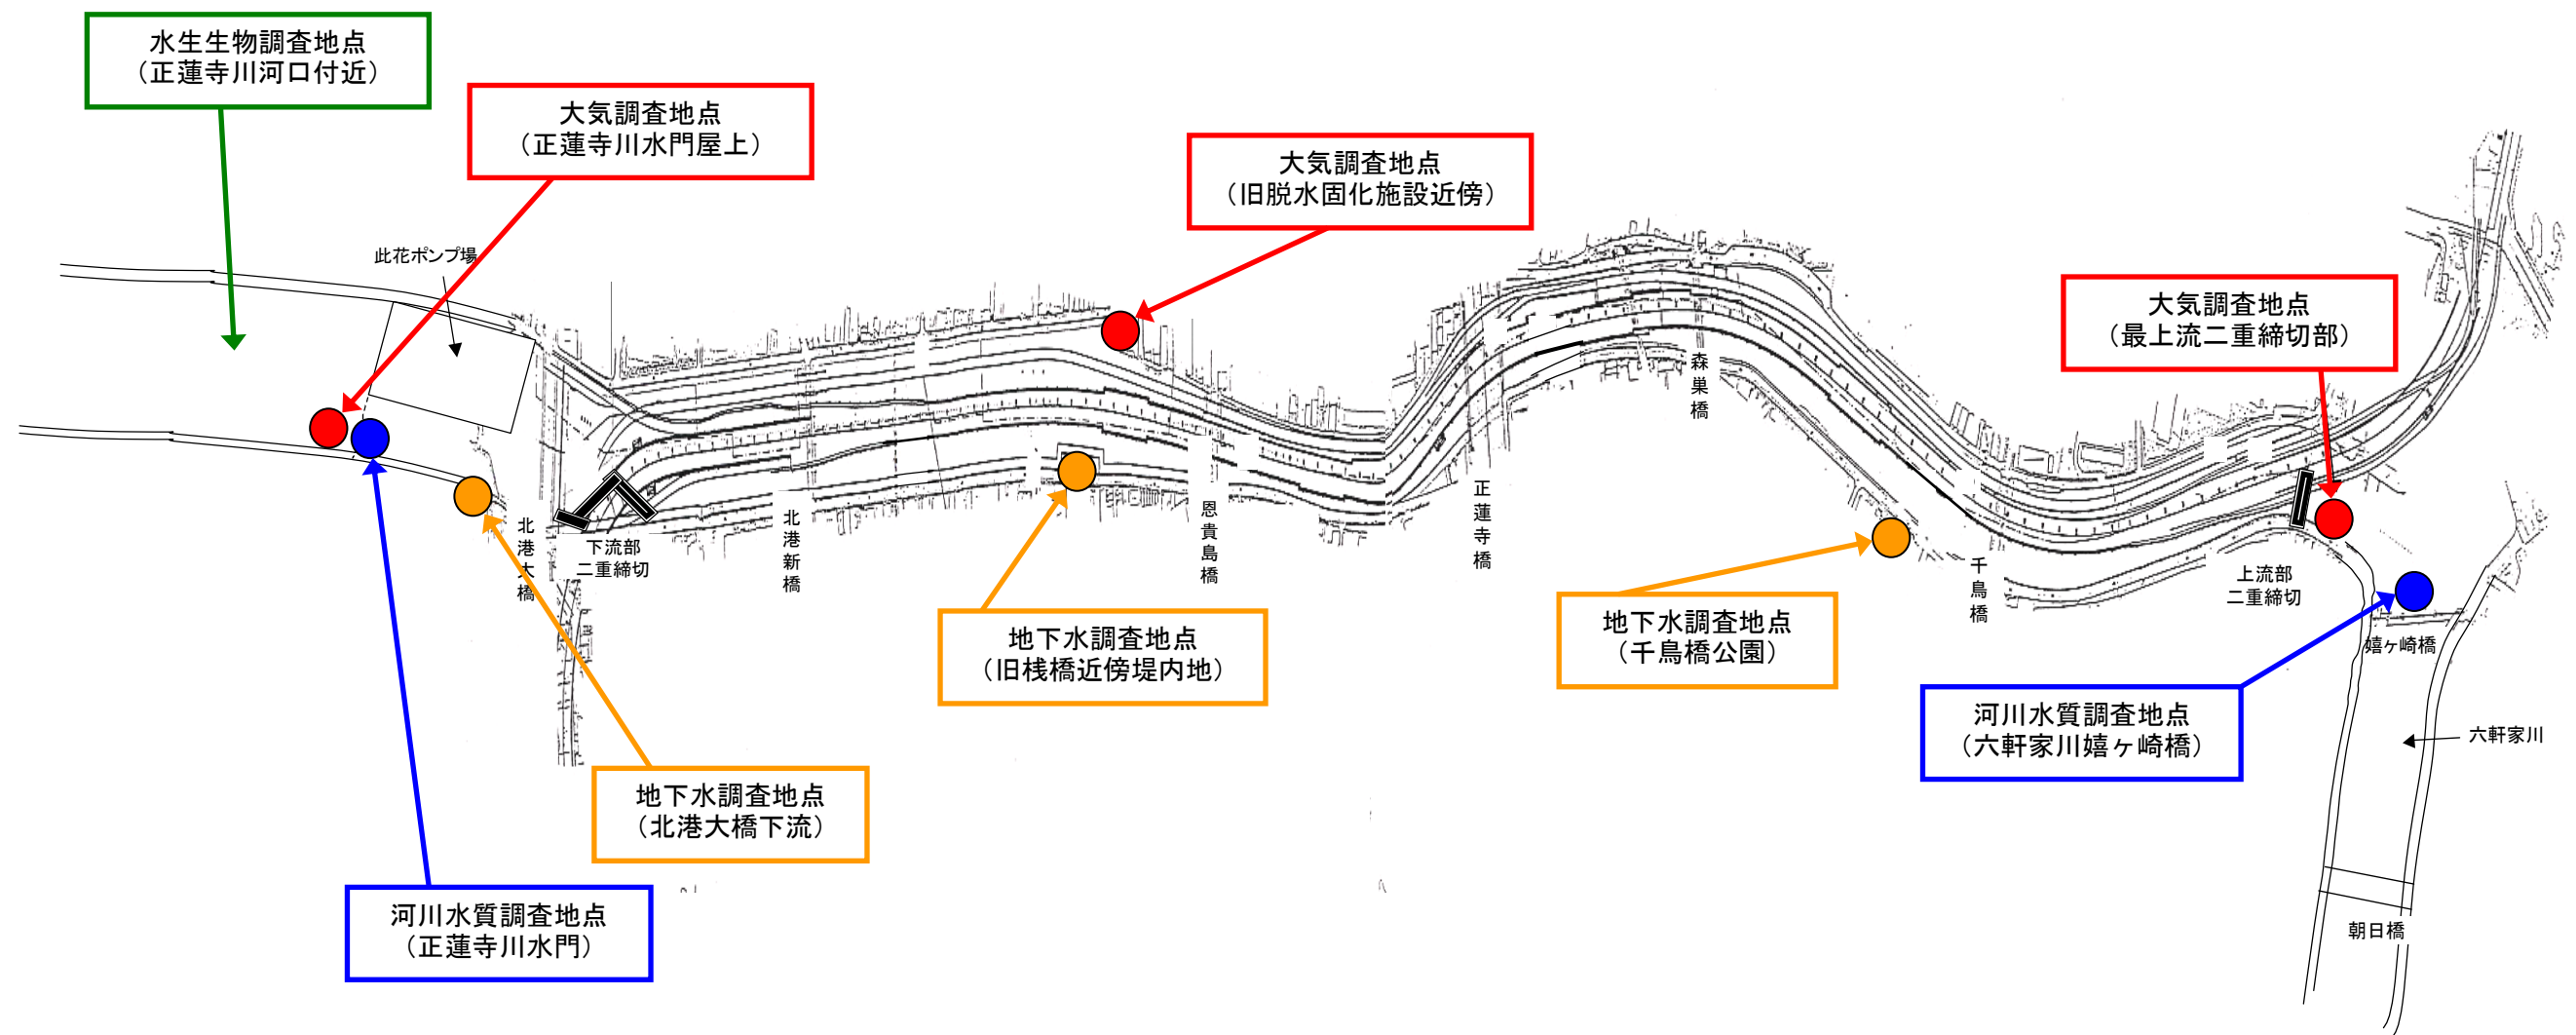 水生生物調査地点
（正蓮寺川河口付近）
大気調査地点
（正蓮寺川水門屋上）
大気調査地点
（旧脱水固化施設近傍）
此花ポンプ場
大気調査地点
（最上流二重締切部）
森巣橋
正蓮寺橋
恩貴島橋
北港新橋
北港大橋
下流部
二重締切
千鳥橋
上流部
二重締切
地下水調査地点
（旧桟橋近傍堤内地）
地下水調査地点
（千鳥橋公園）
嬉ヶ崎橋
河川水質調査地点
（六軒家川嬉ヶ崎橋）
六軒家川
地下水調査地点
（北港大橋下流）
河川水質調査地点
（正蓮寺川水門）
朝日橋